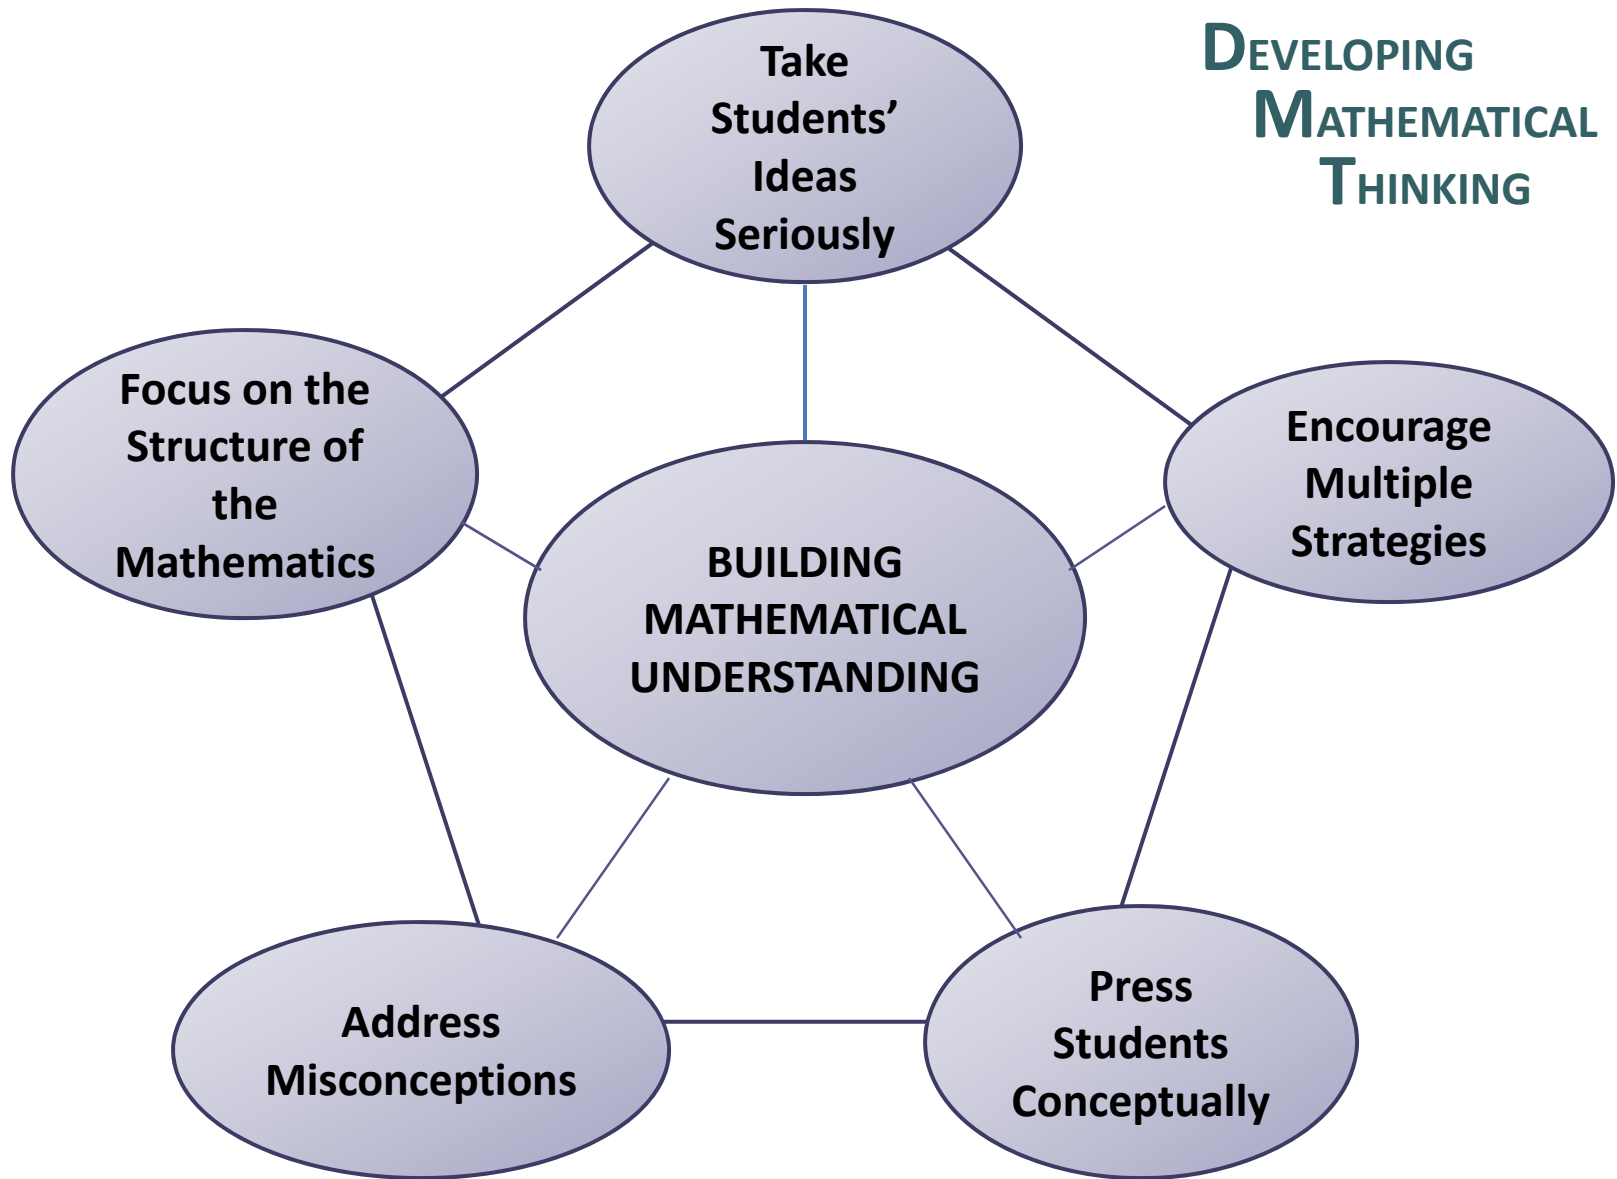 DEVELOPING
MATHEMATICAL
THINKING
Take
Students’
Ideas
Seriously
Focus on the
Structure of
the
Mathematics
Encourage
Multiple
Strategies
BUILDING
MATHEMATICAL
UNDERSTANDING
Address
Misconceptions
Press
Students
Conceptually